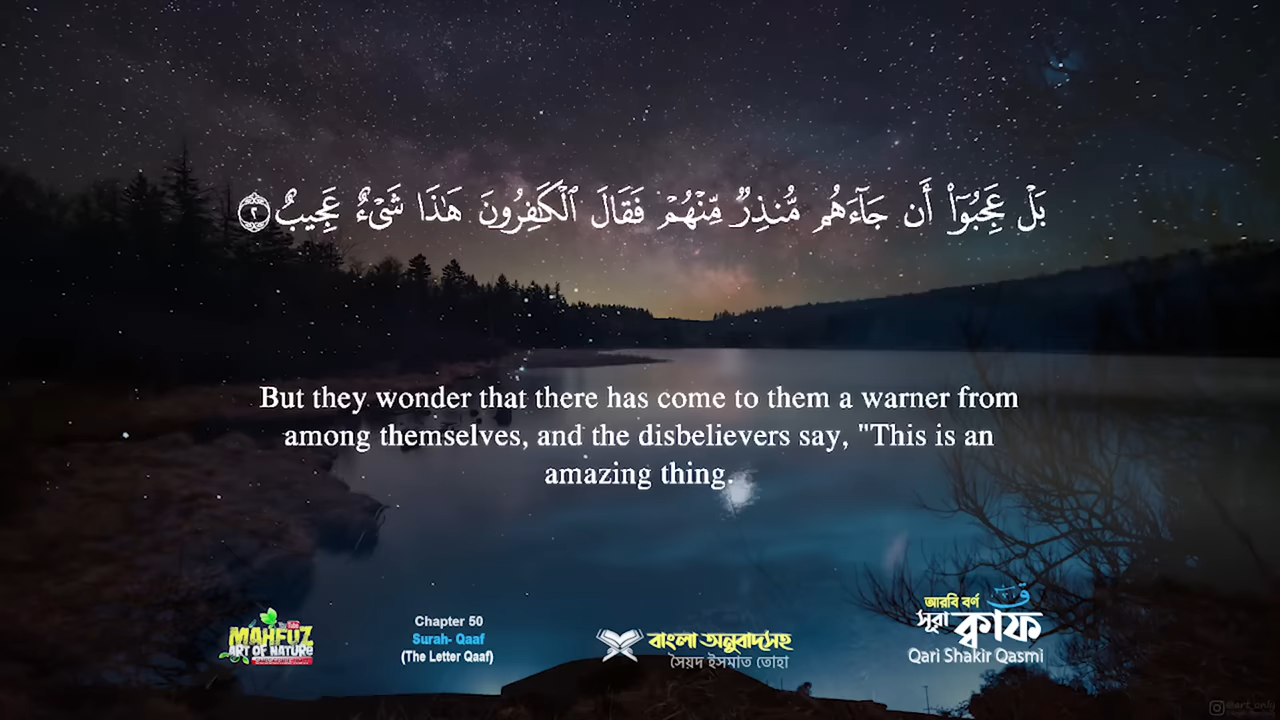 بَلْ عَجِبُوٓا۟ أَن جَآءَهُم مُّنذِرٌ مِّنْهُمْ فَقَالَ ٱلْكَٰفِرُونَ هَٰذَا شَىْءٌ عَجِيبٌ ٢
But they wonder that there has come to them a warner from
among themselves, and the disbelievers say, "This is an
amazing thing.
MAHFUZ
ART OF NATURE
Chapter 50
Surah- Qaaf
(The Letter Qaaf)
বাংলা অনুবাদসহ
সৈয়দ ইসমাত তোহা
আরবি বর্ণ ق
সূরা ক্বাফ
Qari Shakir Qasmi
@art_only